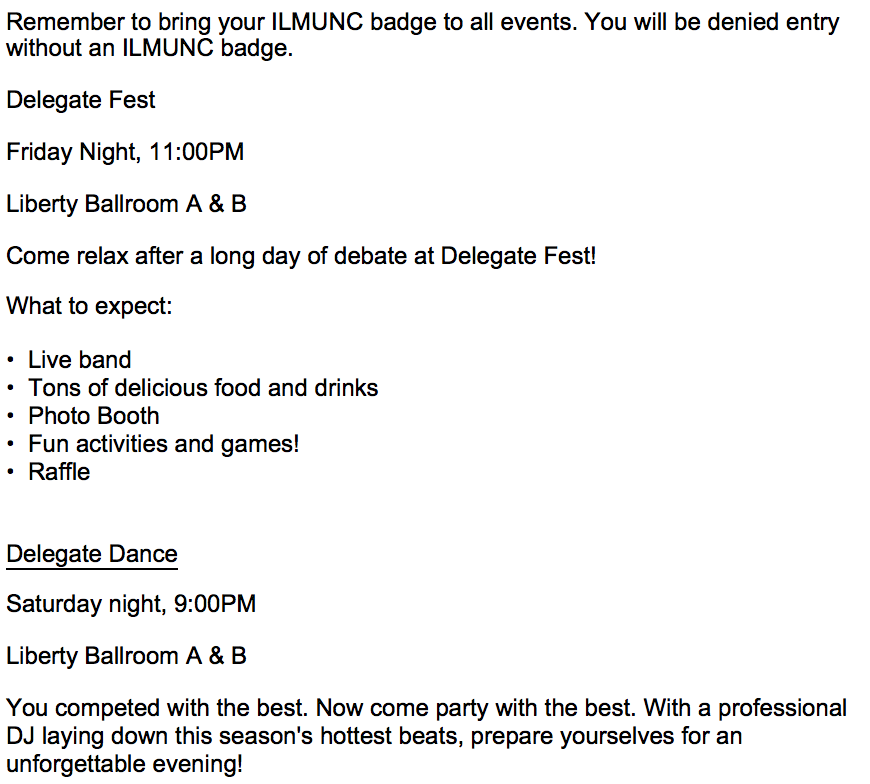 Remember to bring your ILMUNC badge to all events. You will be denied entry
without an ILMUNC badge.
Delegate Fest
Friday Night, 11:00PM
Liberty Ballroom A & B
Come relax after a long day of debate at Delegate Fest!
What to expect:
• Live band
• Tons of delicious food and drinks
• Photo Booth
• Fun activities and games!
• Raffle
Delegate Dance
Saturday night, 9:00PM
Liberty Ballroom A & B
You competed with the best. Now come party with the best. With a professional
DJ laying down this season's hottest beats, prepare yourselves for an
unforgettable evening!